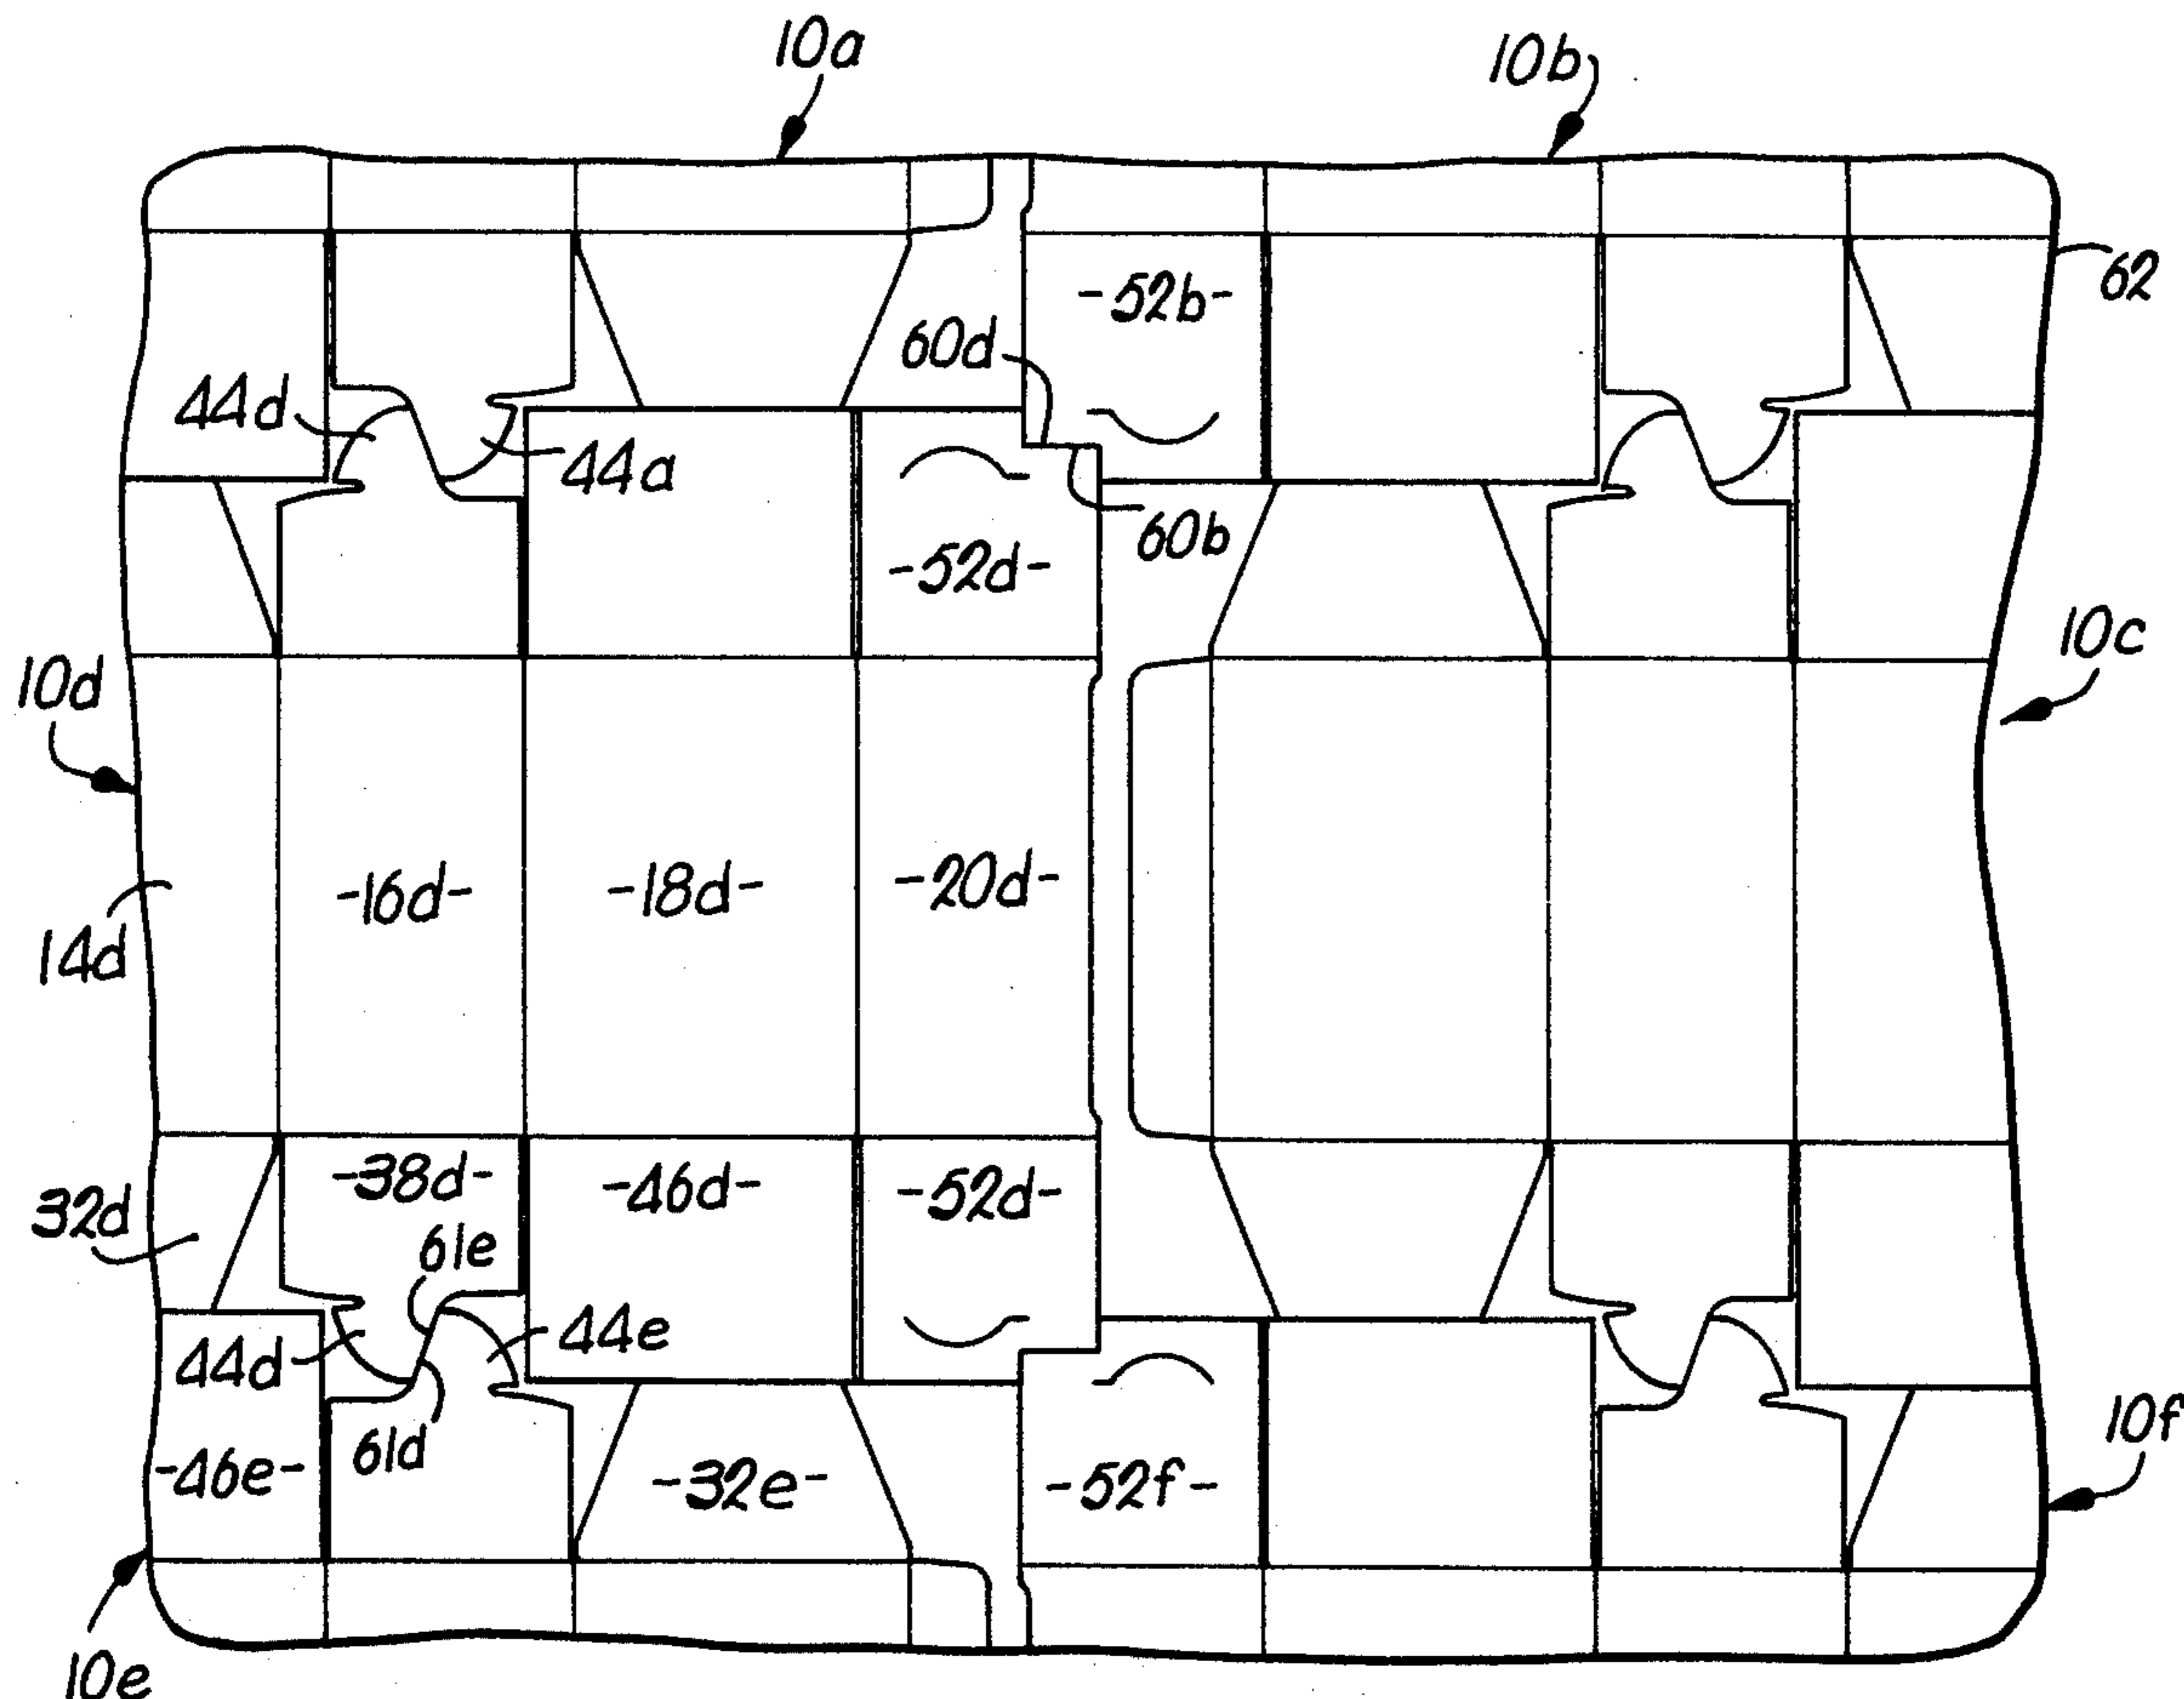 10a
10b
62
-52b-
60d
44d
44a
60b
-52d-
10c
10d
-16d-
-18d-
-20d-
14d
-38d-
-46d-
-52d-
32d
61e
44e
44d
61d
-46e-
-32e-
-52f-
10f
10e